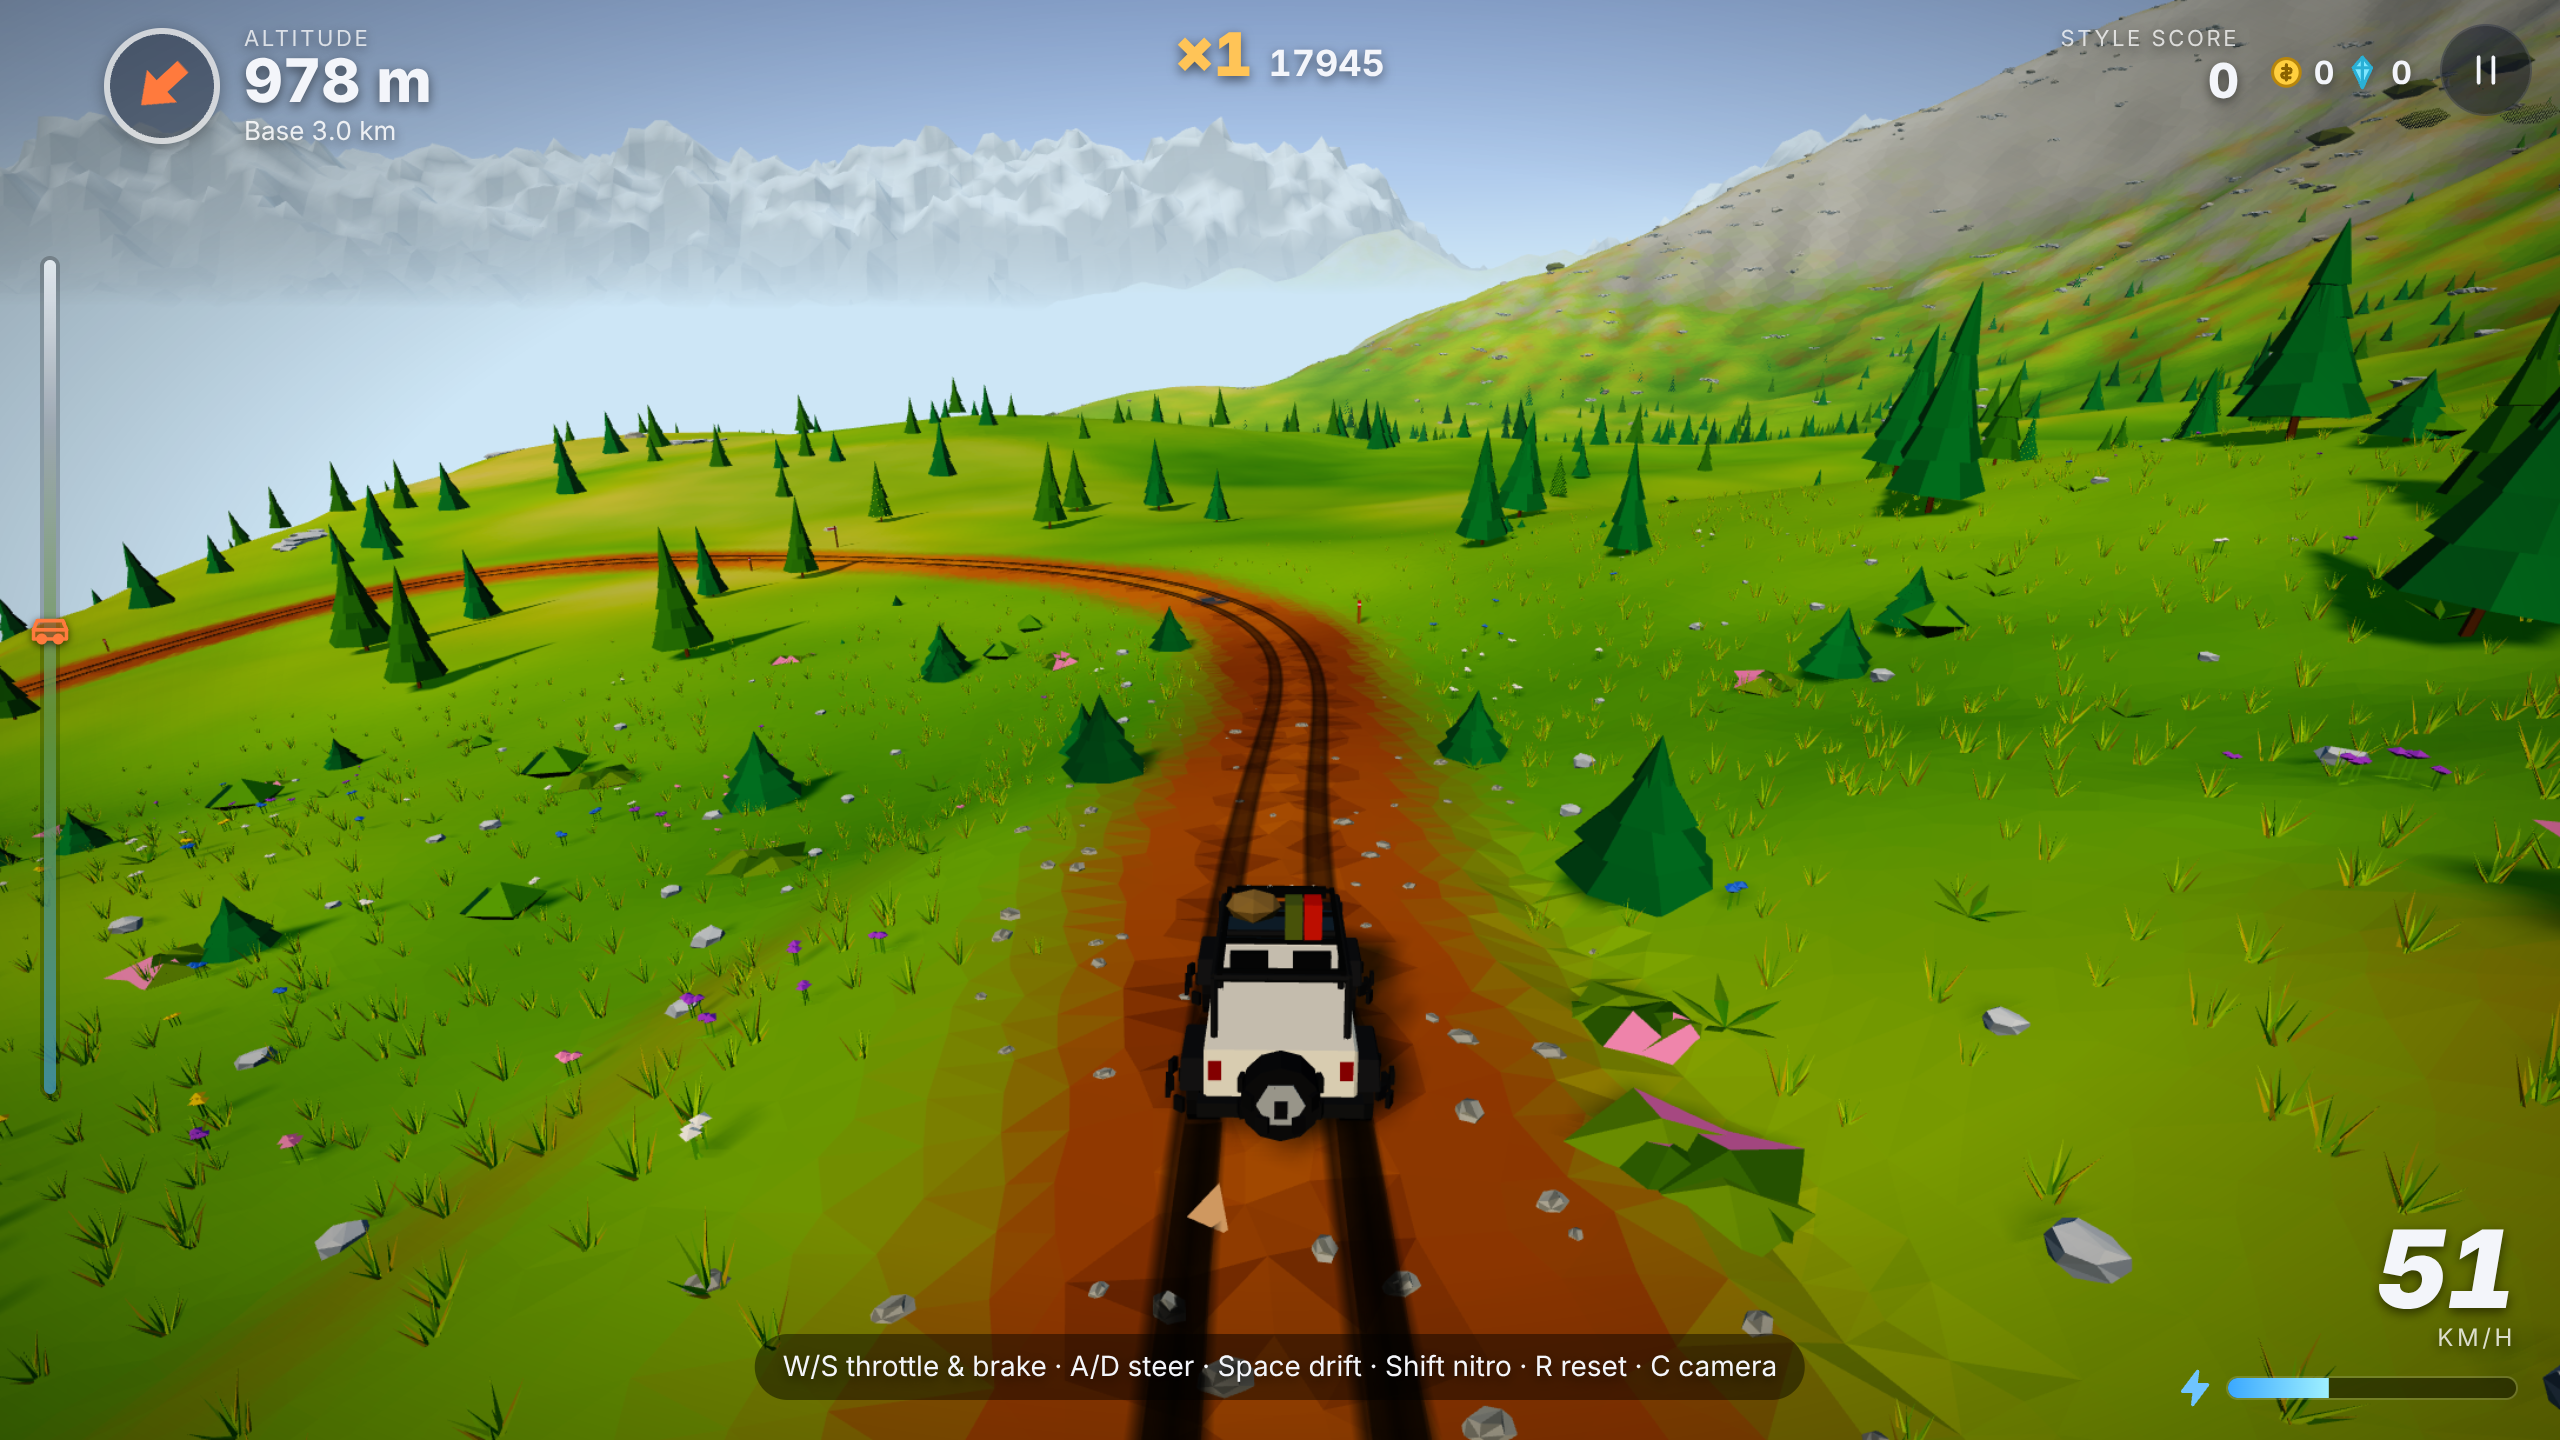 ALTITUDE
978 m
Base 3.0 km
×1 17945
STYLE SCORE
0
0 0
51
KM/H
W/S throttle & brake · A/D steer · Space drift · Shift nitro · R reset · C camera